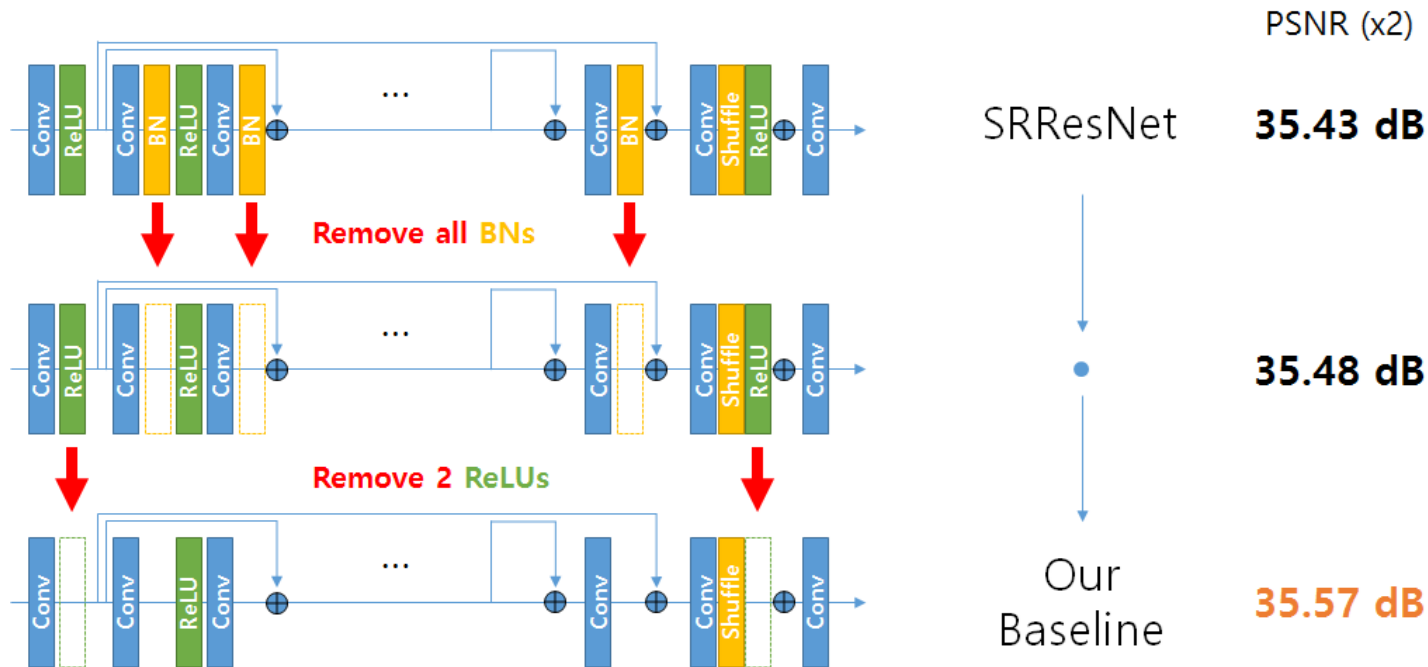 PSNR (x2)
Conv ReLU Conv BN ReLU Conv BN ... Conv BN Conv Shuffle ReLU Conv
SRResNet 35.43 dB
Remove all BNs
Conv ReLU Conv ReLU Conv ... Conv Conv Shuffle ReLU Conv
35.48 dB
Remove 2 ReLUs
Conv Conv ReLU Conv ... Conv Conv Shuffle Conv
Our
Baseline
35.57 dB